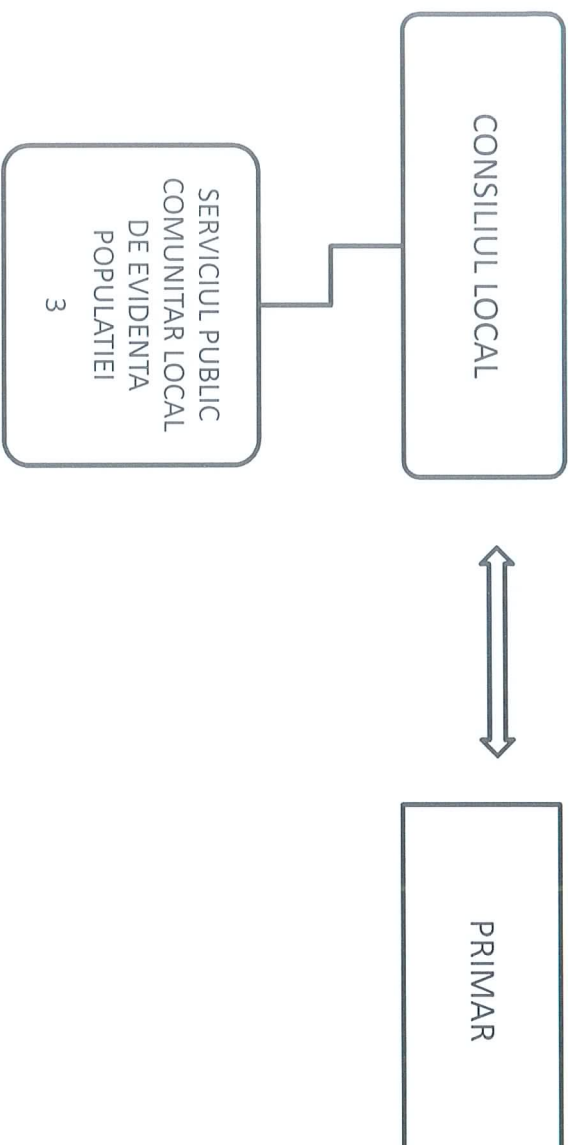 CONSILIUL LOCAL
PRIMAR
SERVICIUL PUBLIC
COMUNITAR LOCAL
DE EVIDENTA
POPULATIEI
3